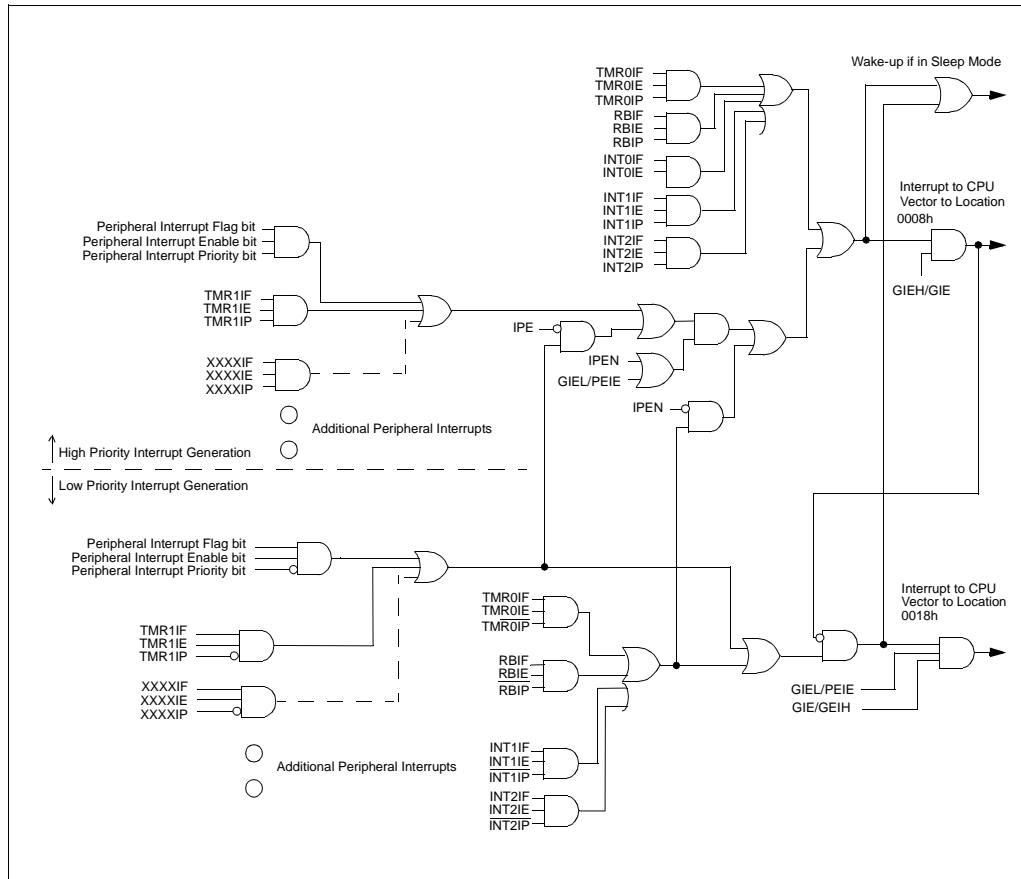 Wake-up if in Sleep Mode
TMR0IF
TMR0IE
TMR0IP
RBIF
RBIE
RBIP
INT0IF
INT0IE
INT1IF
INT1IE
INT1IP
INT2IF
INT2IE
INT2IP
Interrupt to CPU
Vector to Location
0008h
GIEH/GIE
Peripheral Interrupt Flag bit
Peripheral Interrupt Enable bit
Peripheral Interrupt Priority bit
TMR1IF
TMR1IE
TMR1IP
XXXXIF
XXXXIE
XXXXIP
Additional Peripheral Interrupts
IPE
IPEN
GIEL/PEIE
IPEN
High Priority Interrupt Generation
Low Priority Interrupt Generation
Peripheral Interrupt Flag bit
Peripheral Interrupt Enable bit
Peripheral Interrupt Priority bit
TMR1IF
TMR1IE
TMR1IP
XXXXIF
XXXXIE
XXXXIP
Additional Peripheral Interrupts
TMR0IF
TMR0IE
TMR0IP
RBIF
RBIE
RBIP
INT1IF
INT1IE
INT1IP
INT2IF
INT2IE
INT2IP
Interrupt to CPU
Vector to Location
0018h
GIEL/PEIE
GIE/GEIH